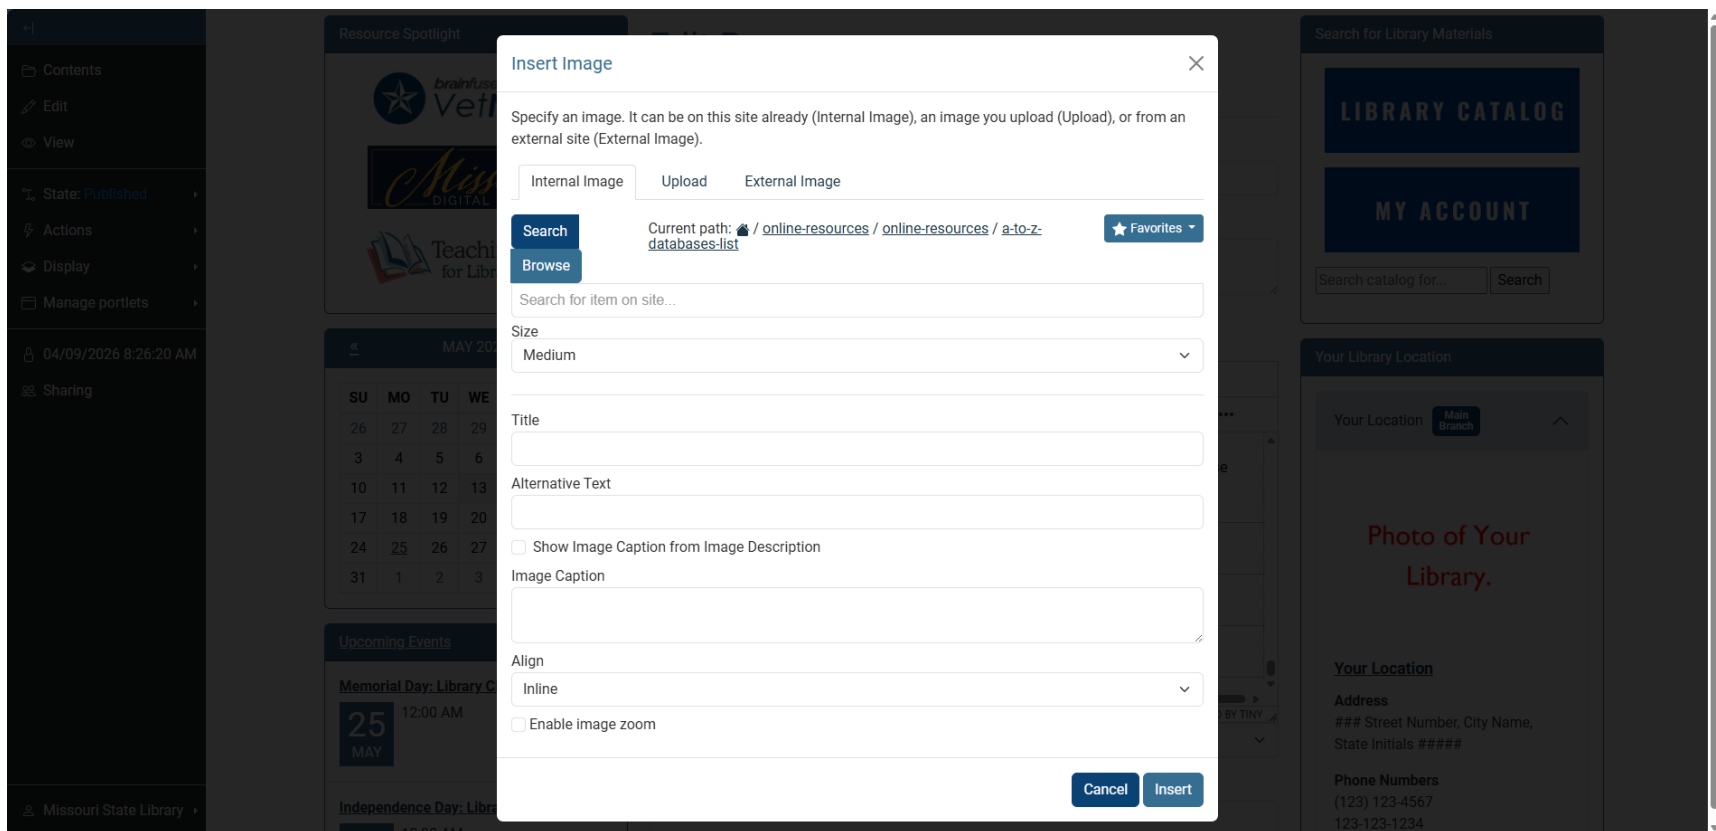 Contents
Edit
View
State: Published
Actions
Display
Manage portlets
04/09/2026 8:26:20 AM
Sharing
Missouri State Library
Resource Spotlight
brainfuse
Miss
DIGITAL
Teachi
for Libr
«
MAY 202
SU MO TU WE
26 27 28 29
3 4 5 6
10 11 12 13
17 18 19 20
24 25 26 27
31 1 2 3
Upcoming Events
Memorial Day: Library C
25
MAY
12:00 AM
Independence Day: Libra
Insert Image
Specify an image. It can be on this site already (Internal Image), an image you upload (Upload), or from an
external site (External Image).
Internal Image Upload External Image
Search
Browse
Current path: / online-resources / online-resources / a-to-z-
databases-list
Favorites
Search for item on site...
Size
Medium
Title
Alternative Text
Show Image Caption from Image Description
Image Caption
Align
Inline
Enable image zoom
Cancel Insert
BY TINY
Search for Library Materials
LIBRARY CATALOG
MY ACCOUNT
Search catalog for... Search
Your Library Location
Your Location Main
Branch
Photo of Your
Library.
Your Location
Address
### Street Number, City Name,
State Initials #####
Phone Numbers
(123) 123-4567
123-123-1234